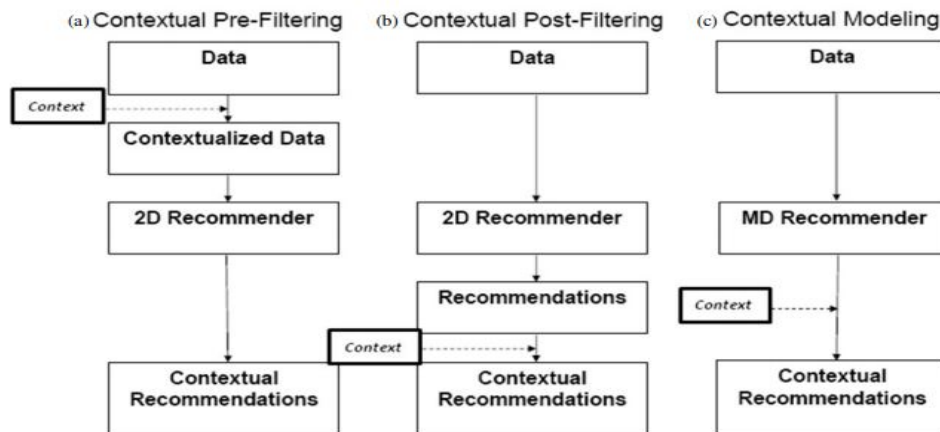 (a) Contextual Pre-Filtering
Data
Context
Contextualized Data
2D Recommender
Contextual
Recommendations
(b) Contextual Post-Filtering
Data
2D Recommender
Recommendations
Context
Contextual
Recommendations
(c) Contextual Modeling
Data
MD Recommender
Context
Contextual
Recommendations